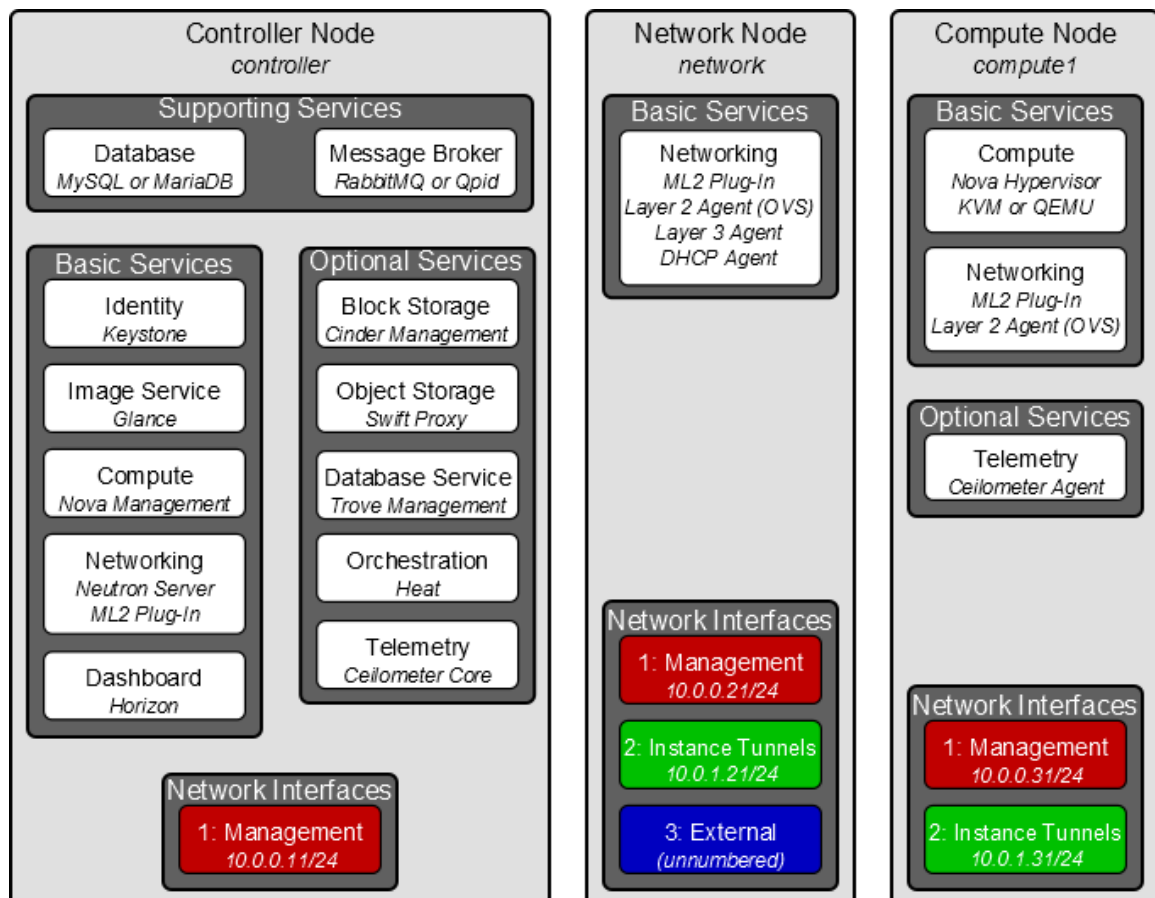 Controller Node
controller
Supporting Services
Database
MySQL or MariaDB
Message Broker
RabbitMQ or Qpid
Basic Services
Identity
Keystone
Image Service
Glance
Compute
Nova Management
Networking
Neutron Server
ML2 Plug-In
Dashboard
Horizon
Optional Services
Block Storage
Cinder Management
Object Storage
Swift Proxy
Database Service
Trove Management
Orchestration
Heat
Telemetry
Ceilometer Core
Network Interfaces
1: Management
10.0.0.11/24
Network Node
network
Basic Services
Networking
ML2 Plug-In
Layer 2 Agent (OVS)
Layer 3 Agent
DHCP Agent
Network Interfaces
1: Management
10.0.0.21/24
2: Instance Tunnels
10.0.1.21/24
3: External
(unnumbered)
Compute Node
compute1
Basic Services
Compute
Nova Hypervisor
KVM or QEMU
Networking
ML2 Plug-In
Layer 2 Agent (OVS)
Optional Services
Telemetry
Ceilometer Agent
Network Interfaces
1: Management
10.0.0.31/24
2: Instance Tunnels
10.0.1.31/24